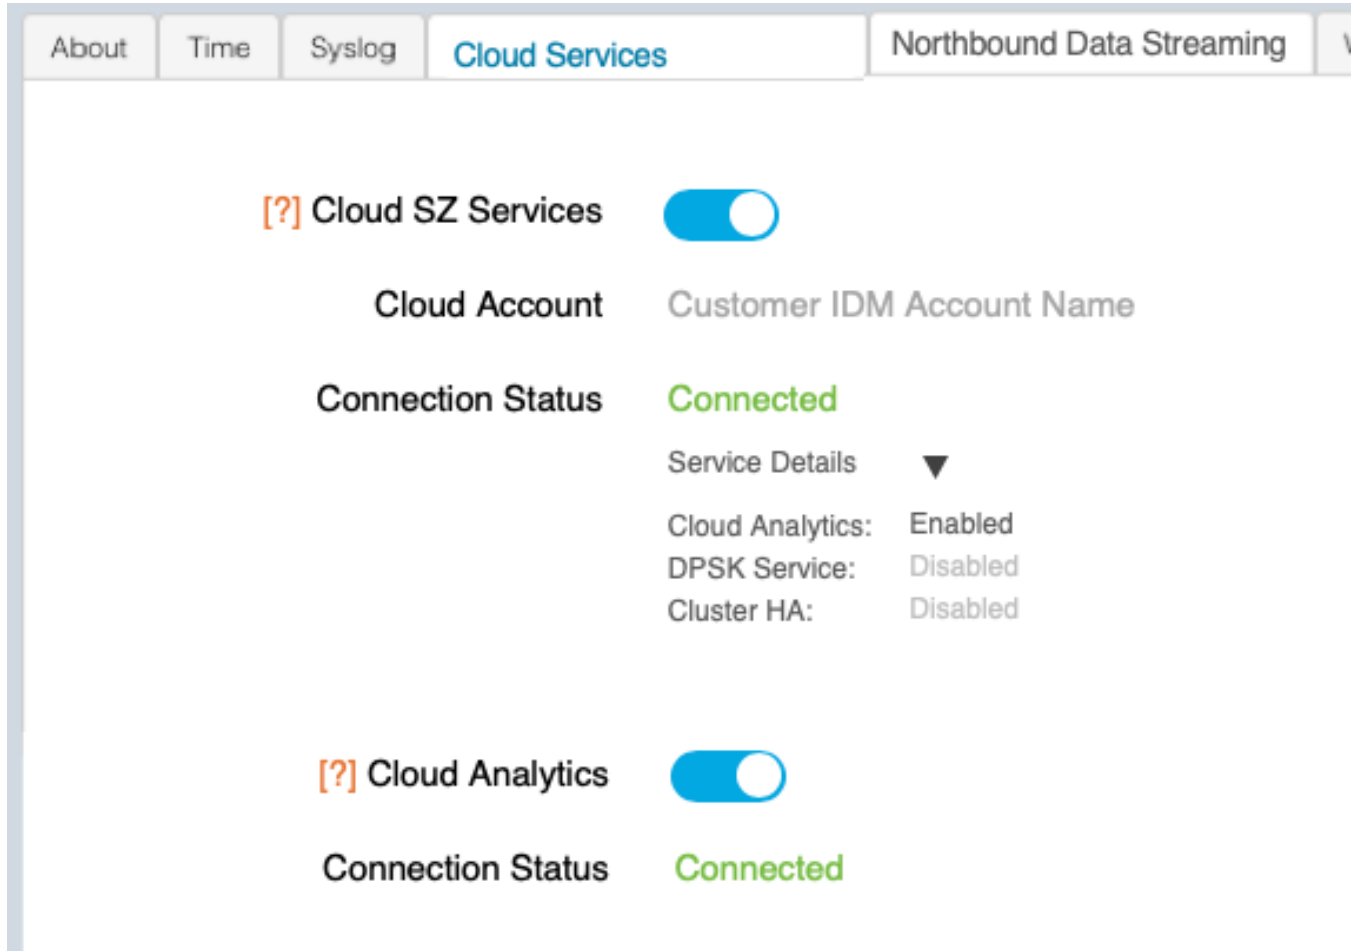 About Time Syslog Cloud Services Northbound Data Streaming
[?] Cloud SZ Services
Cloud Account Customer IDM Account Name
Connection Status Connected
Service Details
Cloud Analytics: Enabled
DPSK Service: Disabled
Cluster HA: Disabled
[?] Cloud Analytics
Connection Status Connected